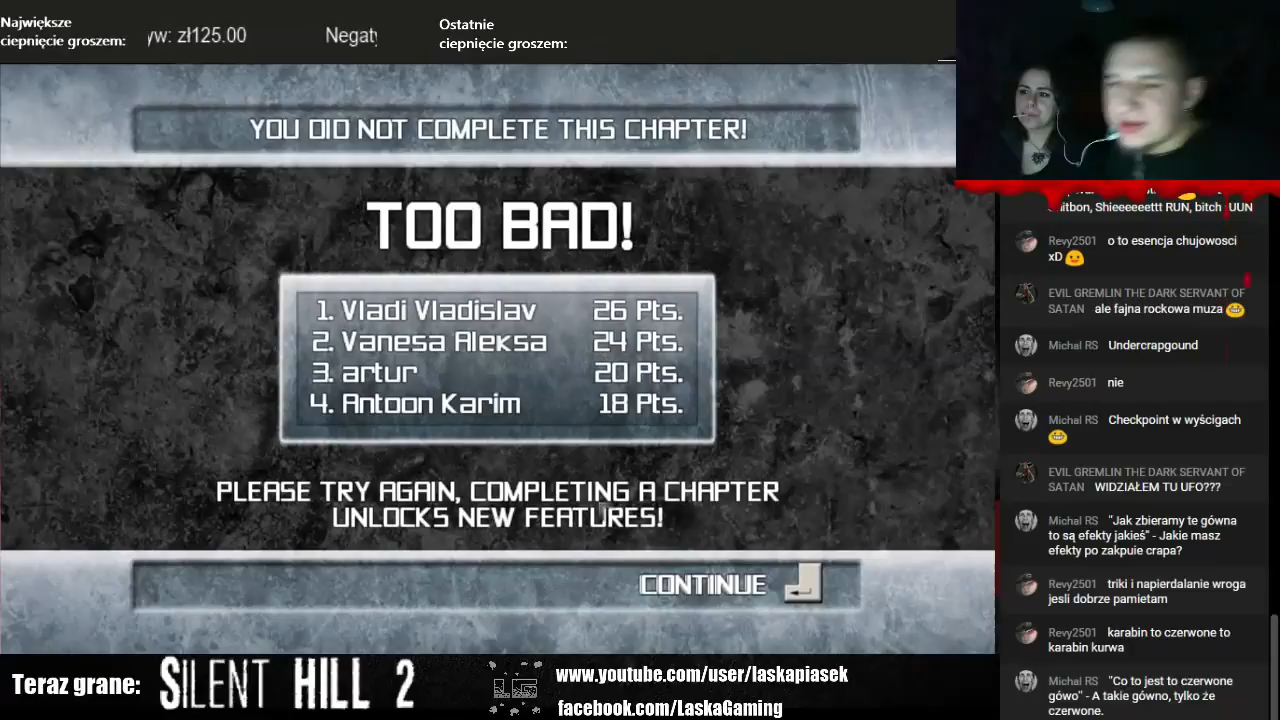 Największe
ciepnięcie groszem:
yw: zł125.00
Negaty
Ostatnie
ciepnięcie groszem:
YOU DID NOT COMPLETE THIS CHAPTER!
TOO BAD!
1. Vladi Vladislav 26 Pts.
2. Vanesa Aleksa 24 Pts.
3. artur 20 Pts.
4. Antoon Karim 18 Pts.
PLEASE TRY AGAIN, COMPLETING A CHAPTER
UNLOCKS NEW FEATURES!
CONTINUE
Teraz grane:
SILENT HILL 2
www.youtube.com/user/laskapiasek
facebook.com/LaskaGaming
Shieeeeettt RUN, bitch UUN
Revy2501 o to esencja chujowosci
xD
EVIL GREMLIN THE DARK SERVANT OF
SATAN ale fajna rockowa muza
Michal RS Undercrapgound
Revy2501 nie
Michal RS Checkpoint w wyścigach
EVIL GREMLIN THE DARK SERVANT OF
SATAN WIDZIAŁEM TU UFO???
Michal RS "Jak zbieramy te gówna
to są efekty jakieś" - Jakie masz
efekty po zakpuie crapa?
Revy2501 triki i napierdalanie wroga
jesli dobrze pamietam
Revy2501 karabin to czerwone to
karabin kurwa
Michal RS "Co to jest to czerwone
gówo" - A takie gówno, tylko że
czerwone.